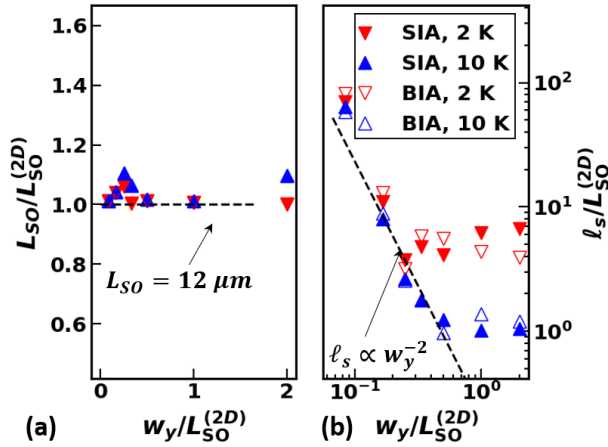 1.6
1.4
1.2
1.0
0.8
0.6
L_SO/L_SO^(2D)
L_SO = 12 μm
0
1
2
w_y/L_SO^(2D)
(a)
SIA, 2 K
SIA, 10 K
BIA, 2 K
BIA, 10 K
ℓ_s ∝ w_y^-2
10^2
10^1
10^0
ℓ_s/L_SO^(2D)
10^-1
10^0
w_y/L_SO^(2D)
(b)